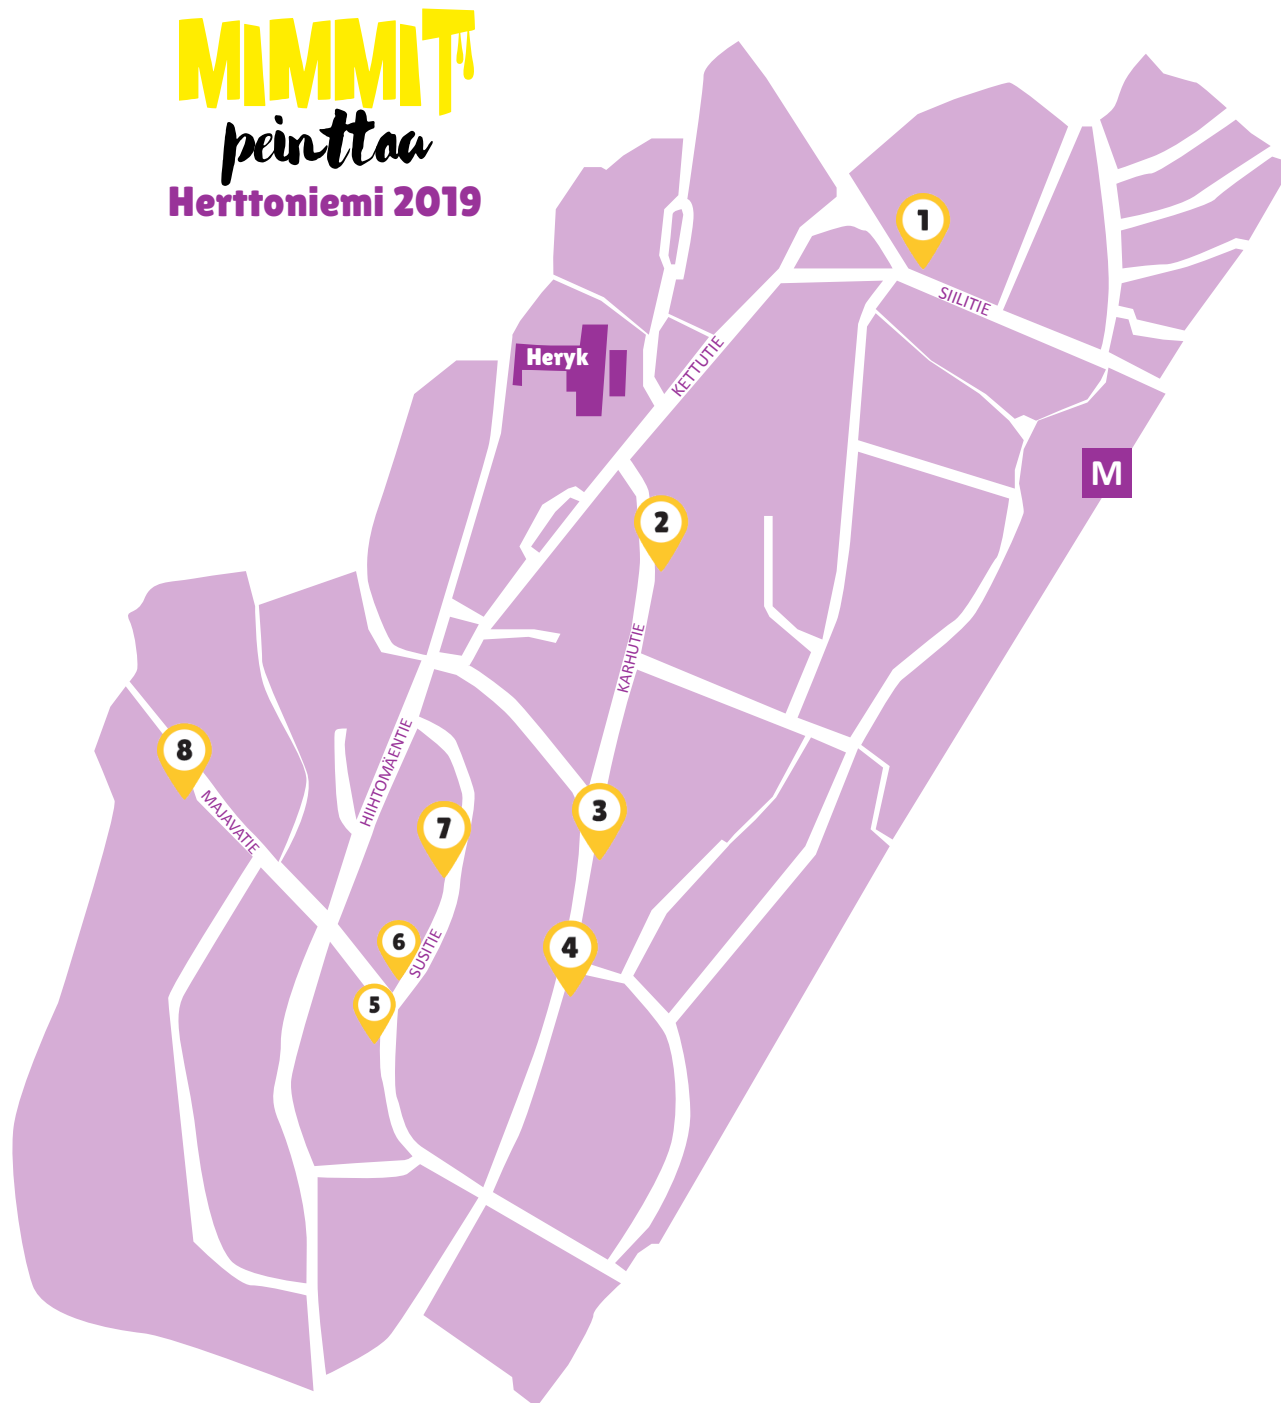 MIMMIT
peinttaa
Herttoniemi 2019
1
SIILITIE
KETTUTIE
Heryk
M
2
KARHUTIE
8
MAJAVATIE
HIIHTOMÄENTIE
7
3
6
SUSITIE
4
5